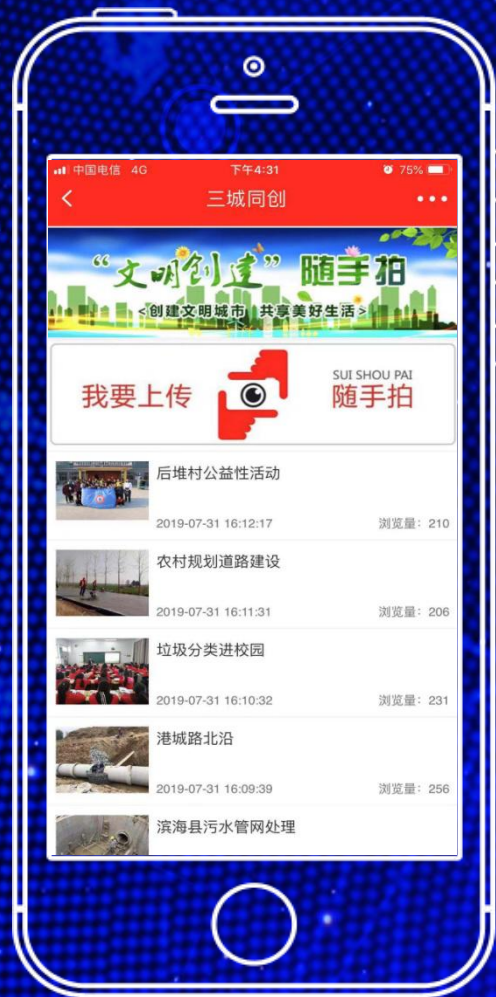 中国电信 4G 下午4:31 75%
三城同创
“文明创建”随手拍
<创建文明城市 共享美好生活>
我要上传
SUI SHOU PAI
随手拍
后堆村公益性活动
2019-07-31 16:12:17 浏览量：210
农村规划道路建设
2019-07-31 16:11:31 浏览量：206
垃圾分类进校园
2019-07-31 16:10:32 浏览量：231
港城路北沿
2019-07-31 16:09:39 浏览量：256
滨海县污水管网处理